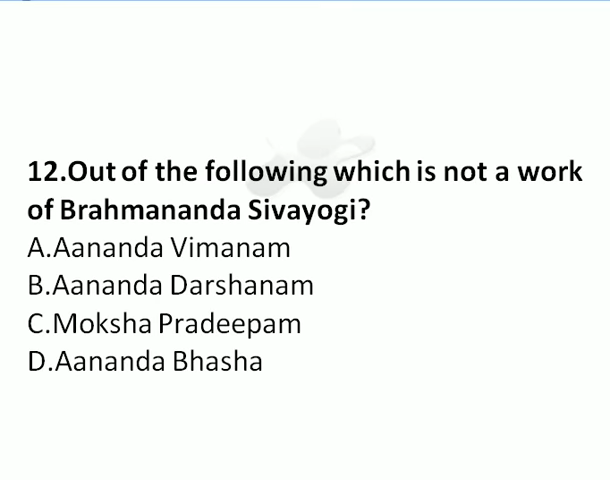 12.Out of the following which is not a work
of Brahmananda Sivayogi?
A.Aananda Vimanam
B.Aananda Darshanam
C.Moksha Pradeepam
D.Aananda Bhasha